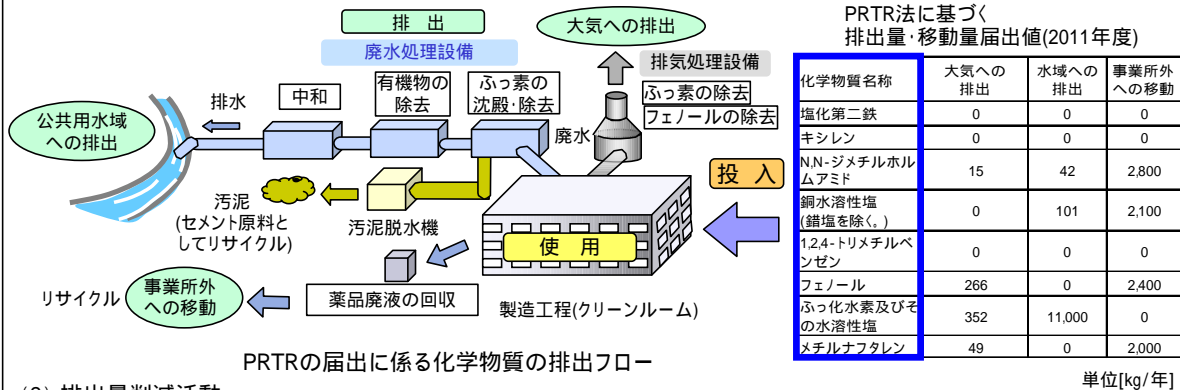 排 出
廃水処理設備
大気への排出
排気処理設備
ふっ素の除去
フェノールの除去
排水
中和
有機物の
除去
ふっ素の
沈殿・除去
廃水
公共用水域
への排出
投 入
汚泥
(セメント原料と
してリサイクル)
汚泥脱水機
使 用
リサイクル
事業所外
への移動
薬品廃液の回収
製造工程(クリーンルーム)
PRTRの届出に係る化学物質の排出フロー
PRTR法に基づく
排出量・移動量届出値(2011年度)
化学物質名称 大気への排出 水域への排出 事業所外への移動
塩化第二鉄 0 0 0
キシレン 0 0 0
N,N-ジメチルホル
ムアミド 15 42 2,800
銅水溶性塩
(錯塩を除く。) 0 101 2,100
1,2,4-トリメチルベ
ンゼン 0 0 0
フェノール 266 0 2,400
ふっ化水素及びそ
の水溶性塩 352 11,000 0
メチルナフタレン 49 0 2,000
単位[kg/年]